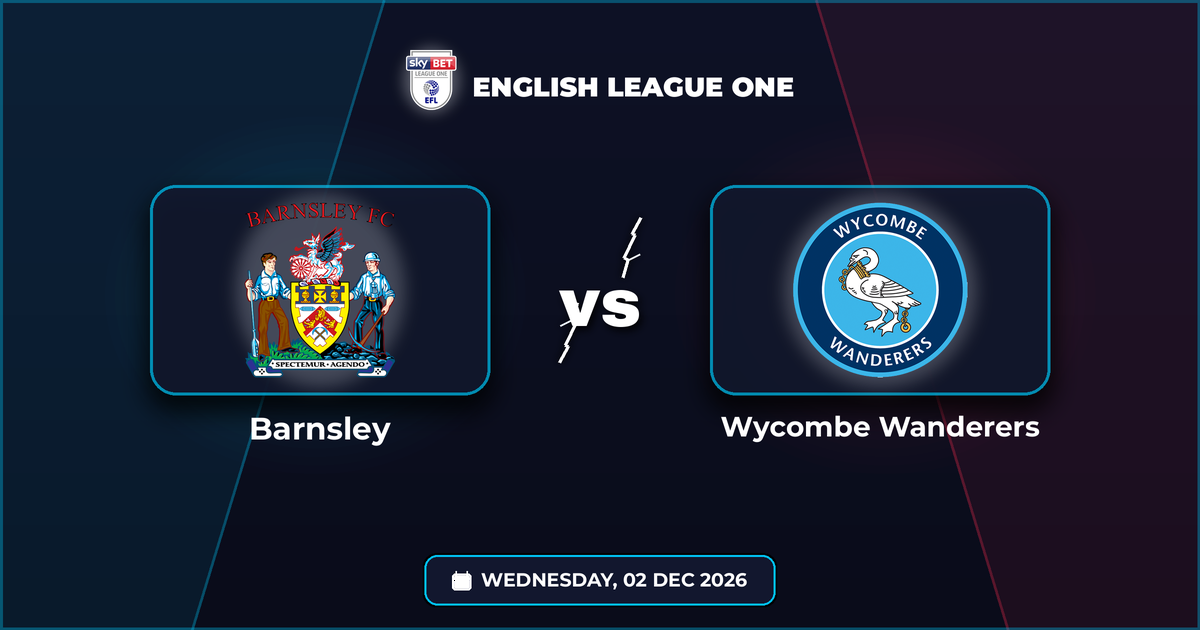 sky BET
LEAGUE ONE
EFL
ENGLISH LEAGUE ONE
BARNSLEY FC
SPECTEMUR · AGENDO
WYCOMBE
WANDERERS
vs
Barnsley
Wycombe Wanderers
WEDNESDAY, 02 DEC 2026